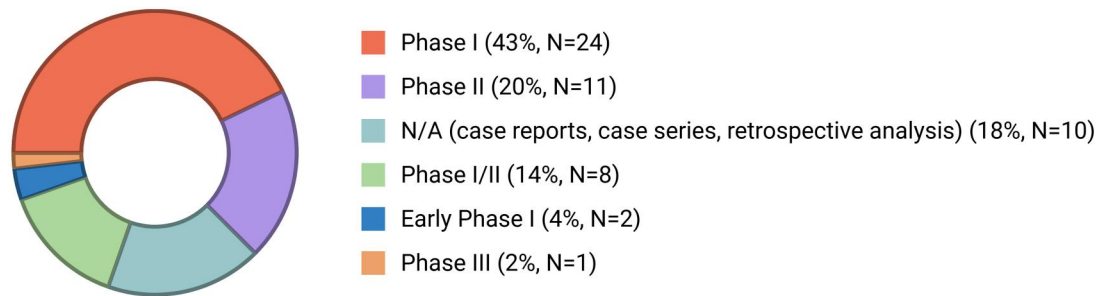 Phase I (43%, N=24)
Phase II (20%, N=11)
N/A (case reports, case series, retrospective analysis) (18%, N=10)
Phase I/II (14%, N=8)
Early Phase I (4%, N=2)
Phase III (2%, N=1)